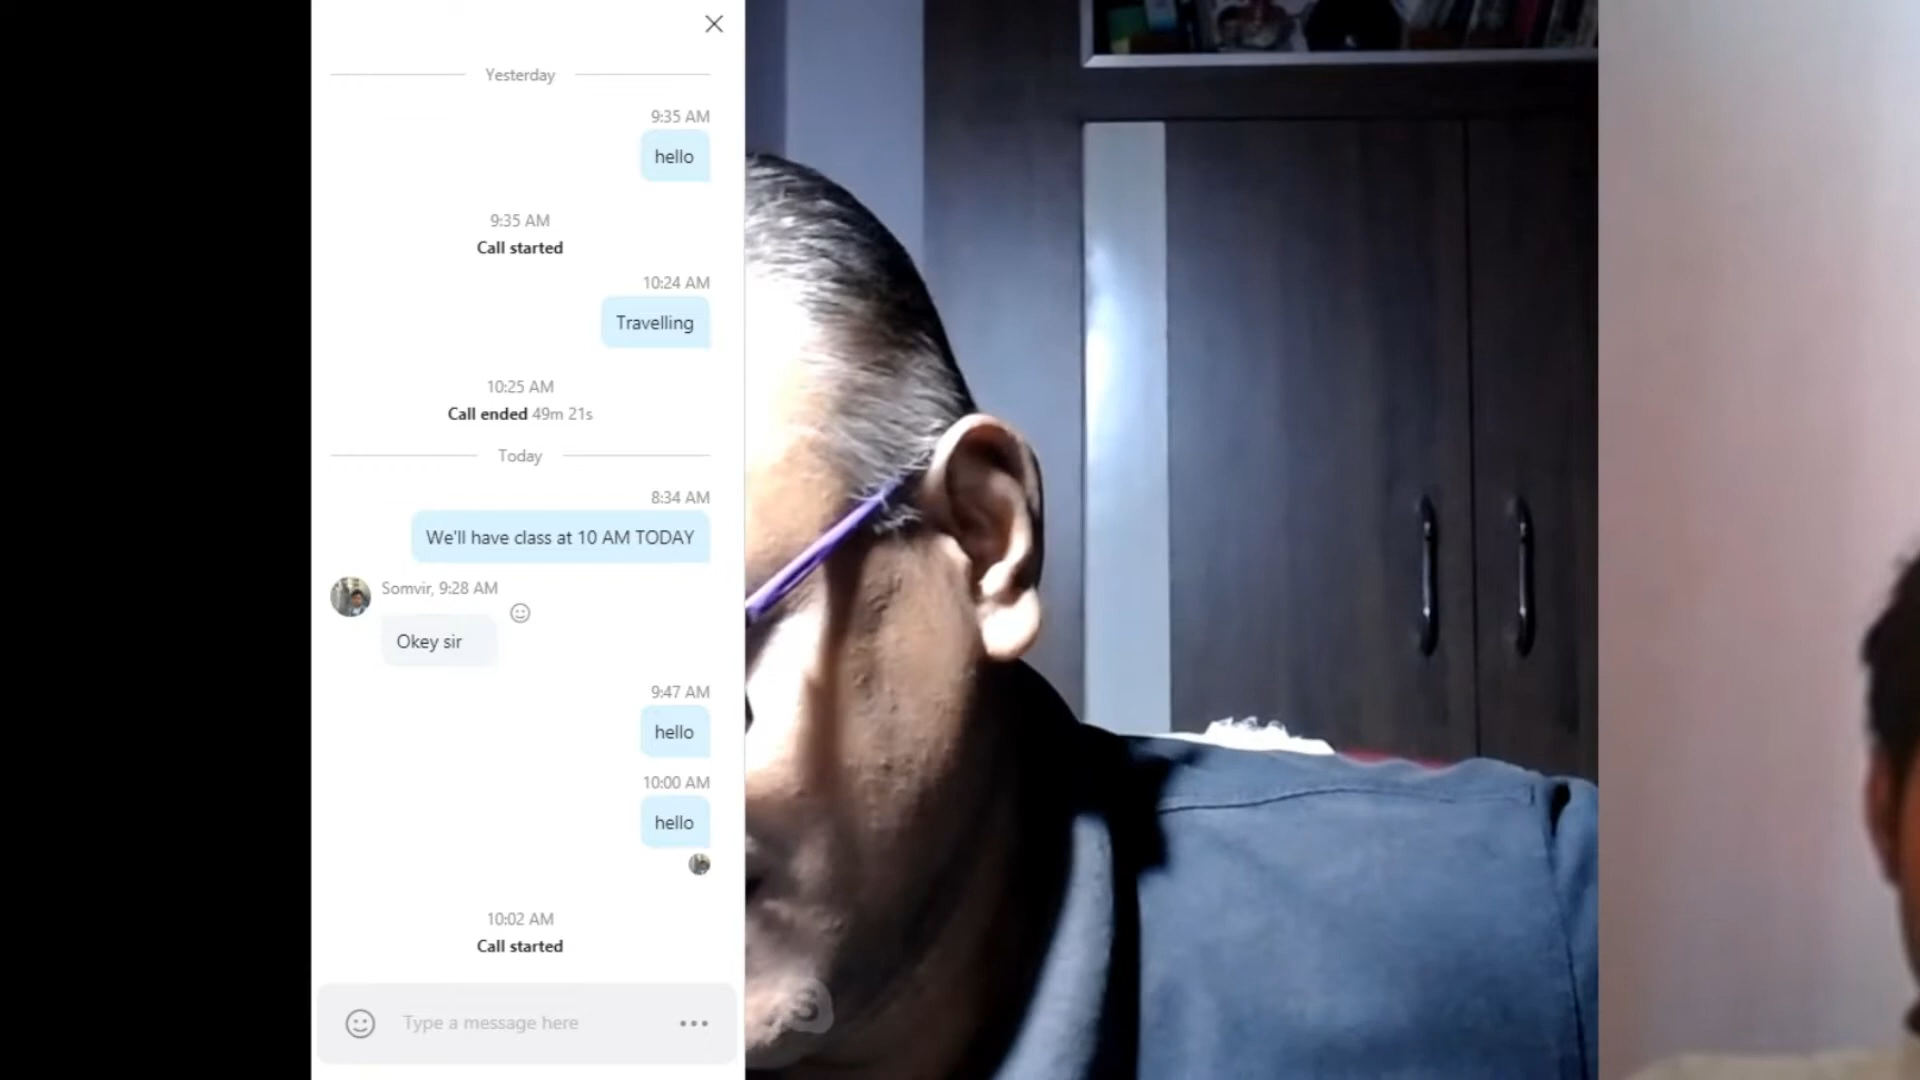 Yesterday
9:35 AM
hello
9:35 AM
Call started
10:24 AM
Travelling
10:25 AM
Call ended 49m 21s
Today
8:34 AM
We'll have class at 10 AM TODAY
Somvir, 9:28 AM
Okey sir
9:47 AM
hello
10:00 AM
hello
10:02 AM
Call started
Type a message here